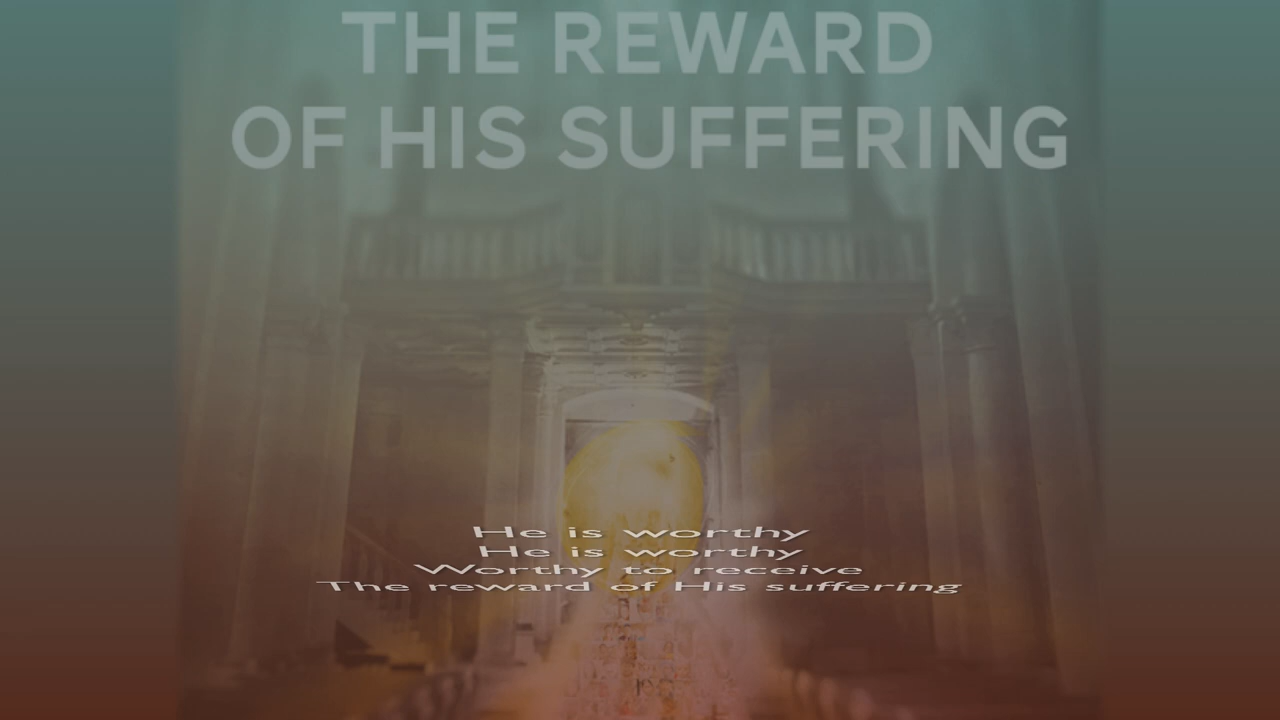 THE REWARD
OF HIS SUFFERING
He is worthy
He is worthy
Worthy to receive
The reward of His suffering